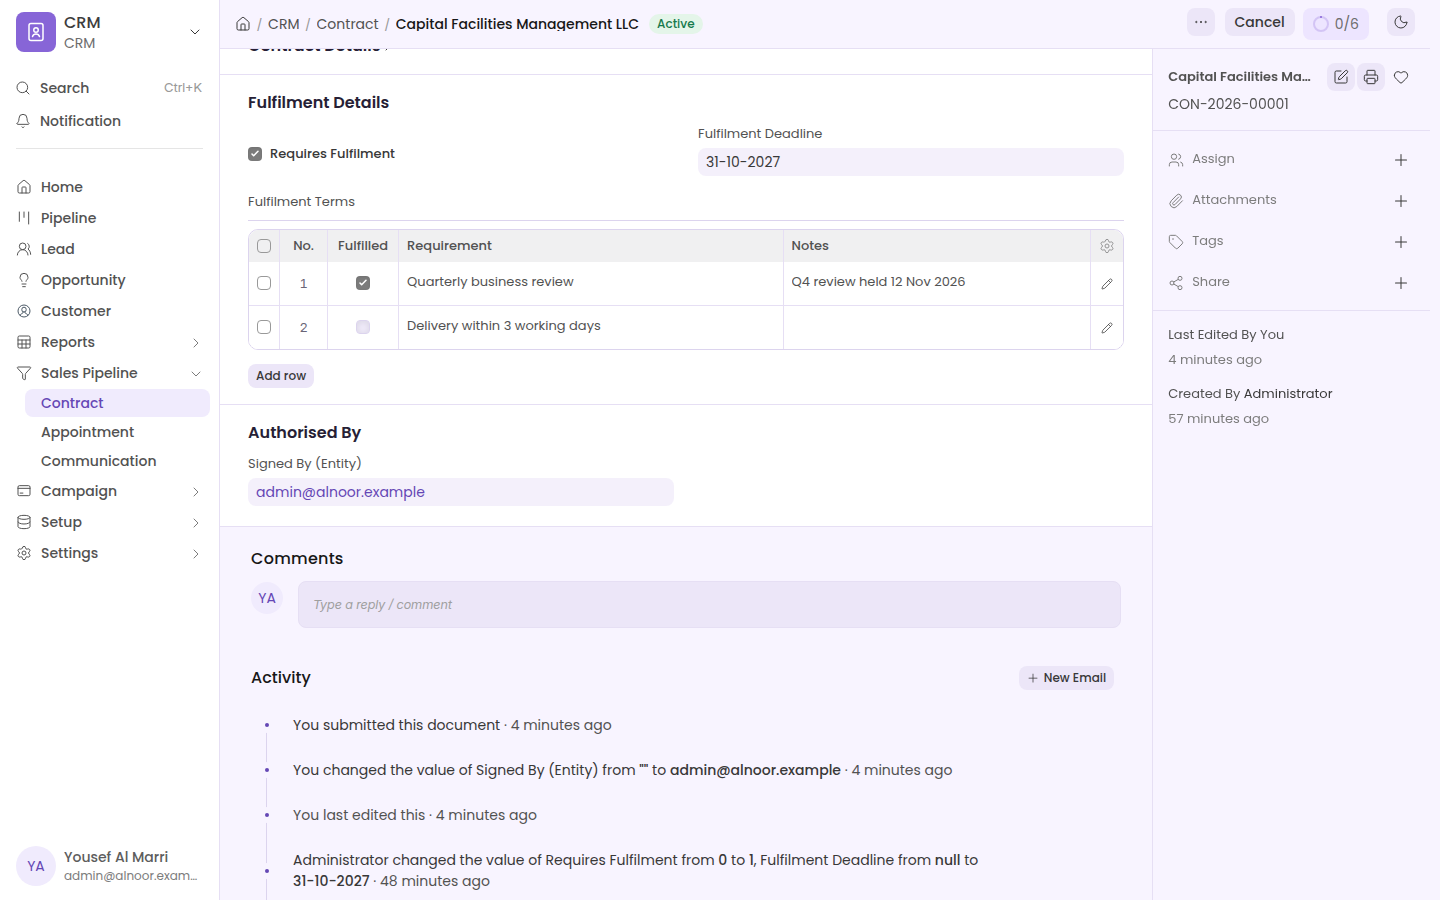 CRM
CRM
Search Ctrl+K
Notification
Home
Pipeline
Lead
Opportunity
Customer
Reports
Sales Pipeline
Contract
Appointment
Communication
Campaign
Setup
Settings
YA
Yousef Al Marri
admin@alnoor.exam...
/ CRM / Contract / Capital Facilities Management LLC Active
Cancel
0/6
Contract Details
Fulfilment Details
Requires Fulfilment
Fulfilment Deadline
31-10-2027
Fulfilment Terms
No. Fulfilled Requirement Notes
1 Quarterly business review Q4 review held 12 Nov 2026
2 Delivery within 3 working days
Add row
Authorised By
Signed By (Entity)
admin@alnoor.example
Comments
YA
Type a reply / comment
Activity
New Email
You submitted this document · 4 minutes ago
You changed the value of Signed By (Entity) from "" to admin@alnoor.example · 4 minutes ago
You last edited this · 4 minutes ago
Administrator changed the value of Requires Fulfilment from 0 to 1, Fulfilment Deadline from null to
31-10-2027 · 48 minutes ago
Capital Facilities Ma...
CON-2026-00001
Assign
Attachments
Tags
Share
Last Edited By You
4 minutes ago
Created By Administrator
57 minutes ago